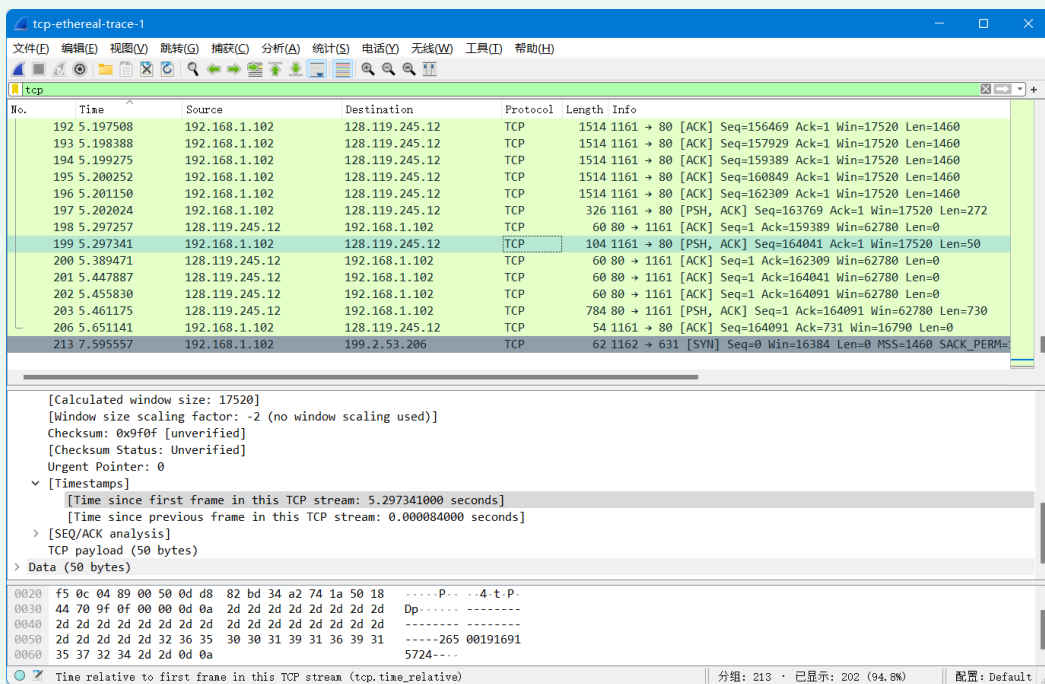 tcp-ethereal-trace-1
文件(F) 编辑(E) 视图(V) 跳转(G) 捕获(C) 分析(A) 统计(S) 电话(Y) 无线(W) 工具(T) 帮助(H)
tcp
No. Time Source Destination Protocol Length Info
192 5.197508 192.168.1.102 128.119.245.12 TCP 1514 1161 → 80 [ACK] Seq=156469 Ack=1 Win=17520 Len=1460
193 5.198388 192.168.1.102 128.119.245.12 TCP 1514 1161 → 80 [ACK] Seq=157929 Ack=1 Win=17520 Len=1460
194 5.199275 192.168.1.102 128.119.245.12 TCP 1514 1161 → 80 [ACK] Seq=159389 Ack=1 Win=17520 Len=1460
195 5.200252 192.168.1.102 128.119.245.12 TCP 1514 1161 → 80 [ACK] Seq=160849 Ack=1 Win=17520 Len=1460
196 5.201150 192.168.1.102 128.119.245.12 TCP 1514 1161 → 80 [ACK] Seq=162309 Ack=1 Win=17520 Len=1460
197 5.202024 192.168.1.102 128.119.245.12 TCP 326 1161 → 80 [PSH, ACK] Seq=163769 Ack=1 Win=17520 Len=272
198 5.297257 128.119.245.12 192.168.1.102 TCP 60 80 → 1161 [ACK] Seq=1 Ack=159389 Win=62780 Len=0
199 5.297341 192.168.1.102 128.119.245.12 TCP 104 1161 → 80 [PSH, ACK] Seq=164041 Ack=1 Win=17520 Len=50
200 5.389471 128.119.245.12 192.168.1.102 TCP 60 80 → 1161 [ACK] Seq=1 Ack=162309 Win=62780 Len=0
201 5.447887 128.119.245.12 192.168.1.102 TCP 60 80 → 1161 [ACK] Seq=1 Ack=164041 Win=62780 Len=0
202 5.455830 128.119.245.12 192.168.1.102 TCP 60 80 → 1161 [ACK] Seq=1 Ack=164091 Win=62780 Len=0
203 5.461175 128.119.245.12 192.168.1.102 TCP 784 80 → 1161 [PSH, ACK] Seq=1 Ack=164091 Win=62780 Len=730
206 5.651141 192.168.1.102 128.119.245.12 TCP 54 1161 → 80 [ACK] Seq=164091 Ack=731 Win=16790 Len=0
213 7.595557 192.168.1.102 199.2.53.206 TCP 62 1162 → 631 [SYN] Seq=0 Win=16384 Len=0 MSS=1460 SACK_PERM=
[Calculated window size: 17520]
[Window size scaling factor: -2 (no window scaling used)]
Checksum: 0x9f0f [unverified]
[Checksum Status: Unverified]
Urgent Pointer: 0
[Timestamps]
[Time since first frame in this TCP stream: 5.297341000 seconds]
[Time since previous frame in this TCP stream: 0.000084000 seconds]
[SEQ/ACK analysis]
TCP payload (50 bytes)
Data (50 bytes)
0020 f5 0c 04 89 00 50 0d d8 82 bd 34 a2 74 1a 50 18 ·····P·· ··4·t·P·
0030 44 70 9f 0f 00 00 0d 0a 2d 2d 2d 2d 2d 2d 2d 2d Dp······ --------
0040 2d 2d 2d 2d 2d 2d 2d 2d 2d 2d 2d 2d 2d 2d 2d 2d -------- --------
0050 2d 2d 2d 2d 2d 32 36 35 30 30 31 39 31 36 39 31 -----265 00191691
0060 35 37 32 34 2d 2d 0d 0a 5724--··
Time relative to first frame in this TCP stream (tcp.time_relative) 分组: 213 · 已显示: 202 (94.8%) 配置: Default